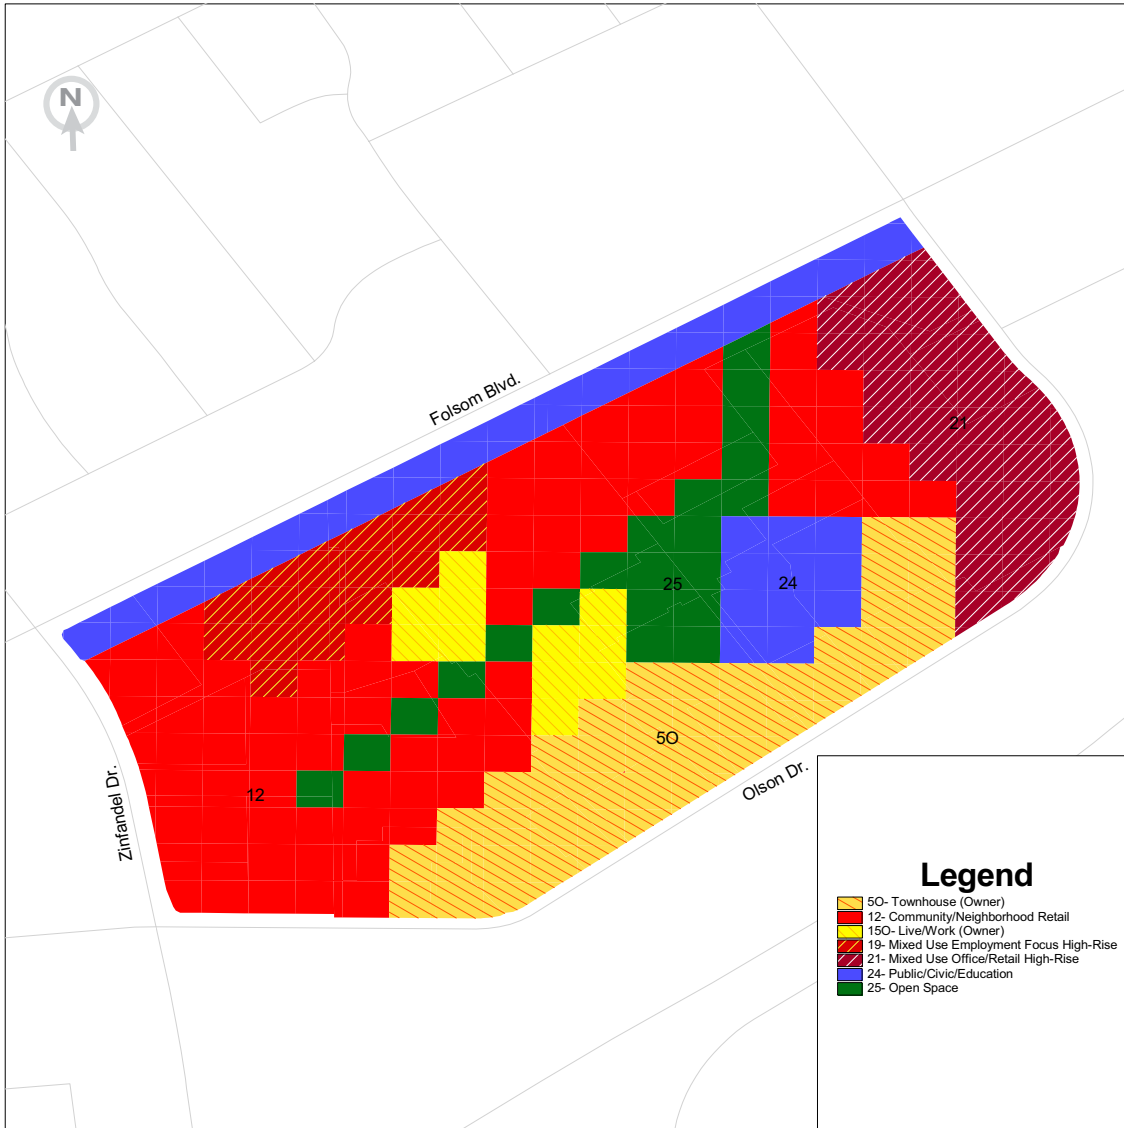 N
Folsom Blvd.
21
25
24
5O
12
Zinfandel Dr.
Olson Dr.
Legend
5O- Townhouse (Owner)
12- Community/Neighborhood Retail
15O- Live/Work (Owner)
19- Mixed Use Employment Focus High-Rise
21- Mixed Use Office/Retail High-Rise
24- Public/Civic/Education
25- Open Space